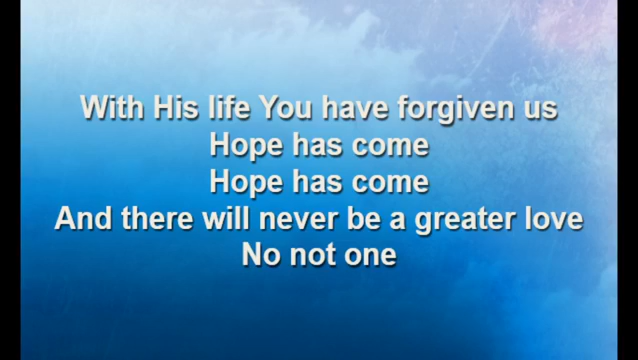 With His life You have forgiven us
Hope has come
Hope has come
And there will never be a greater love
No not one